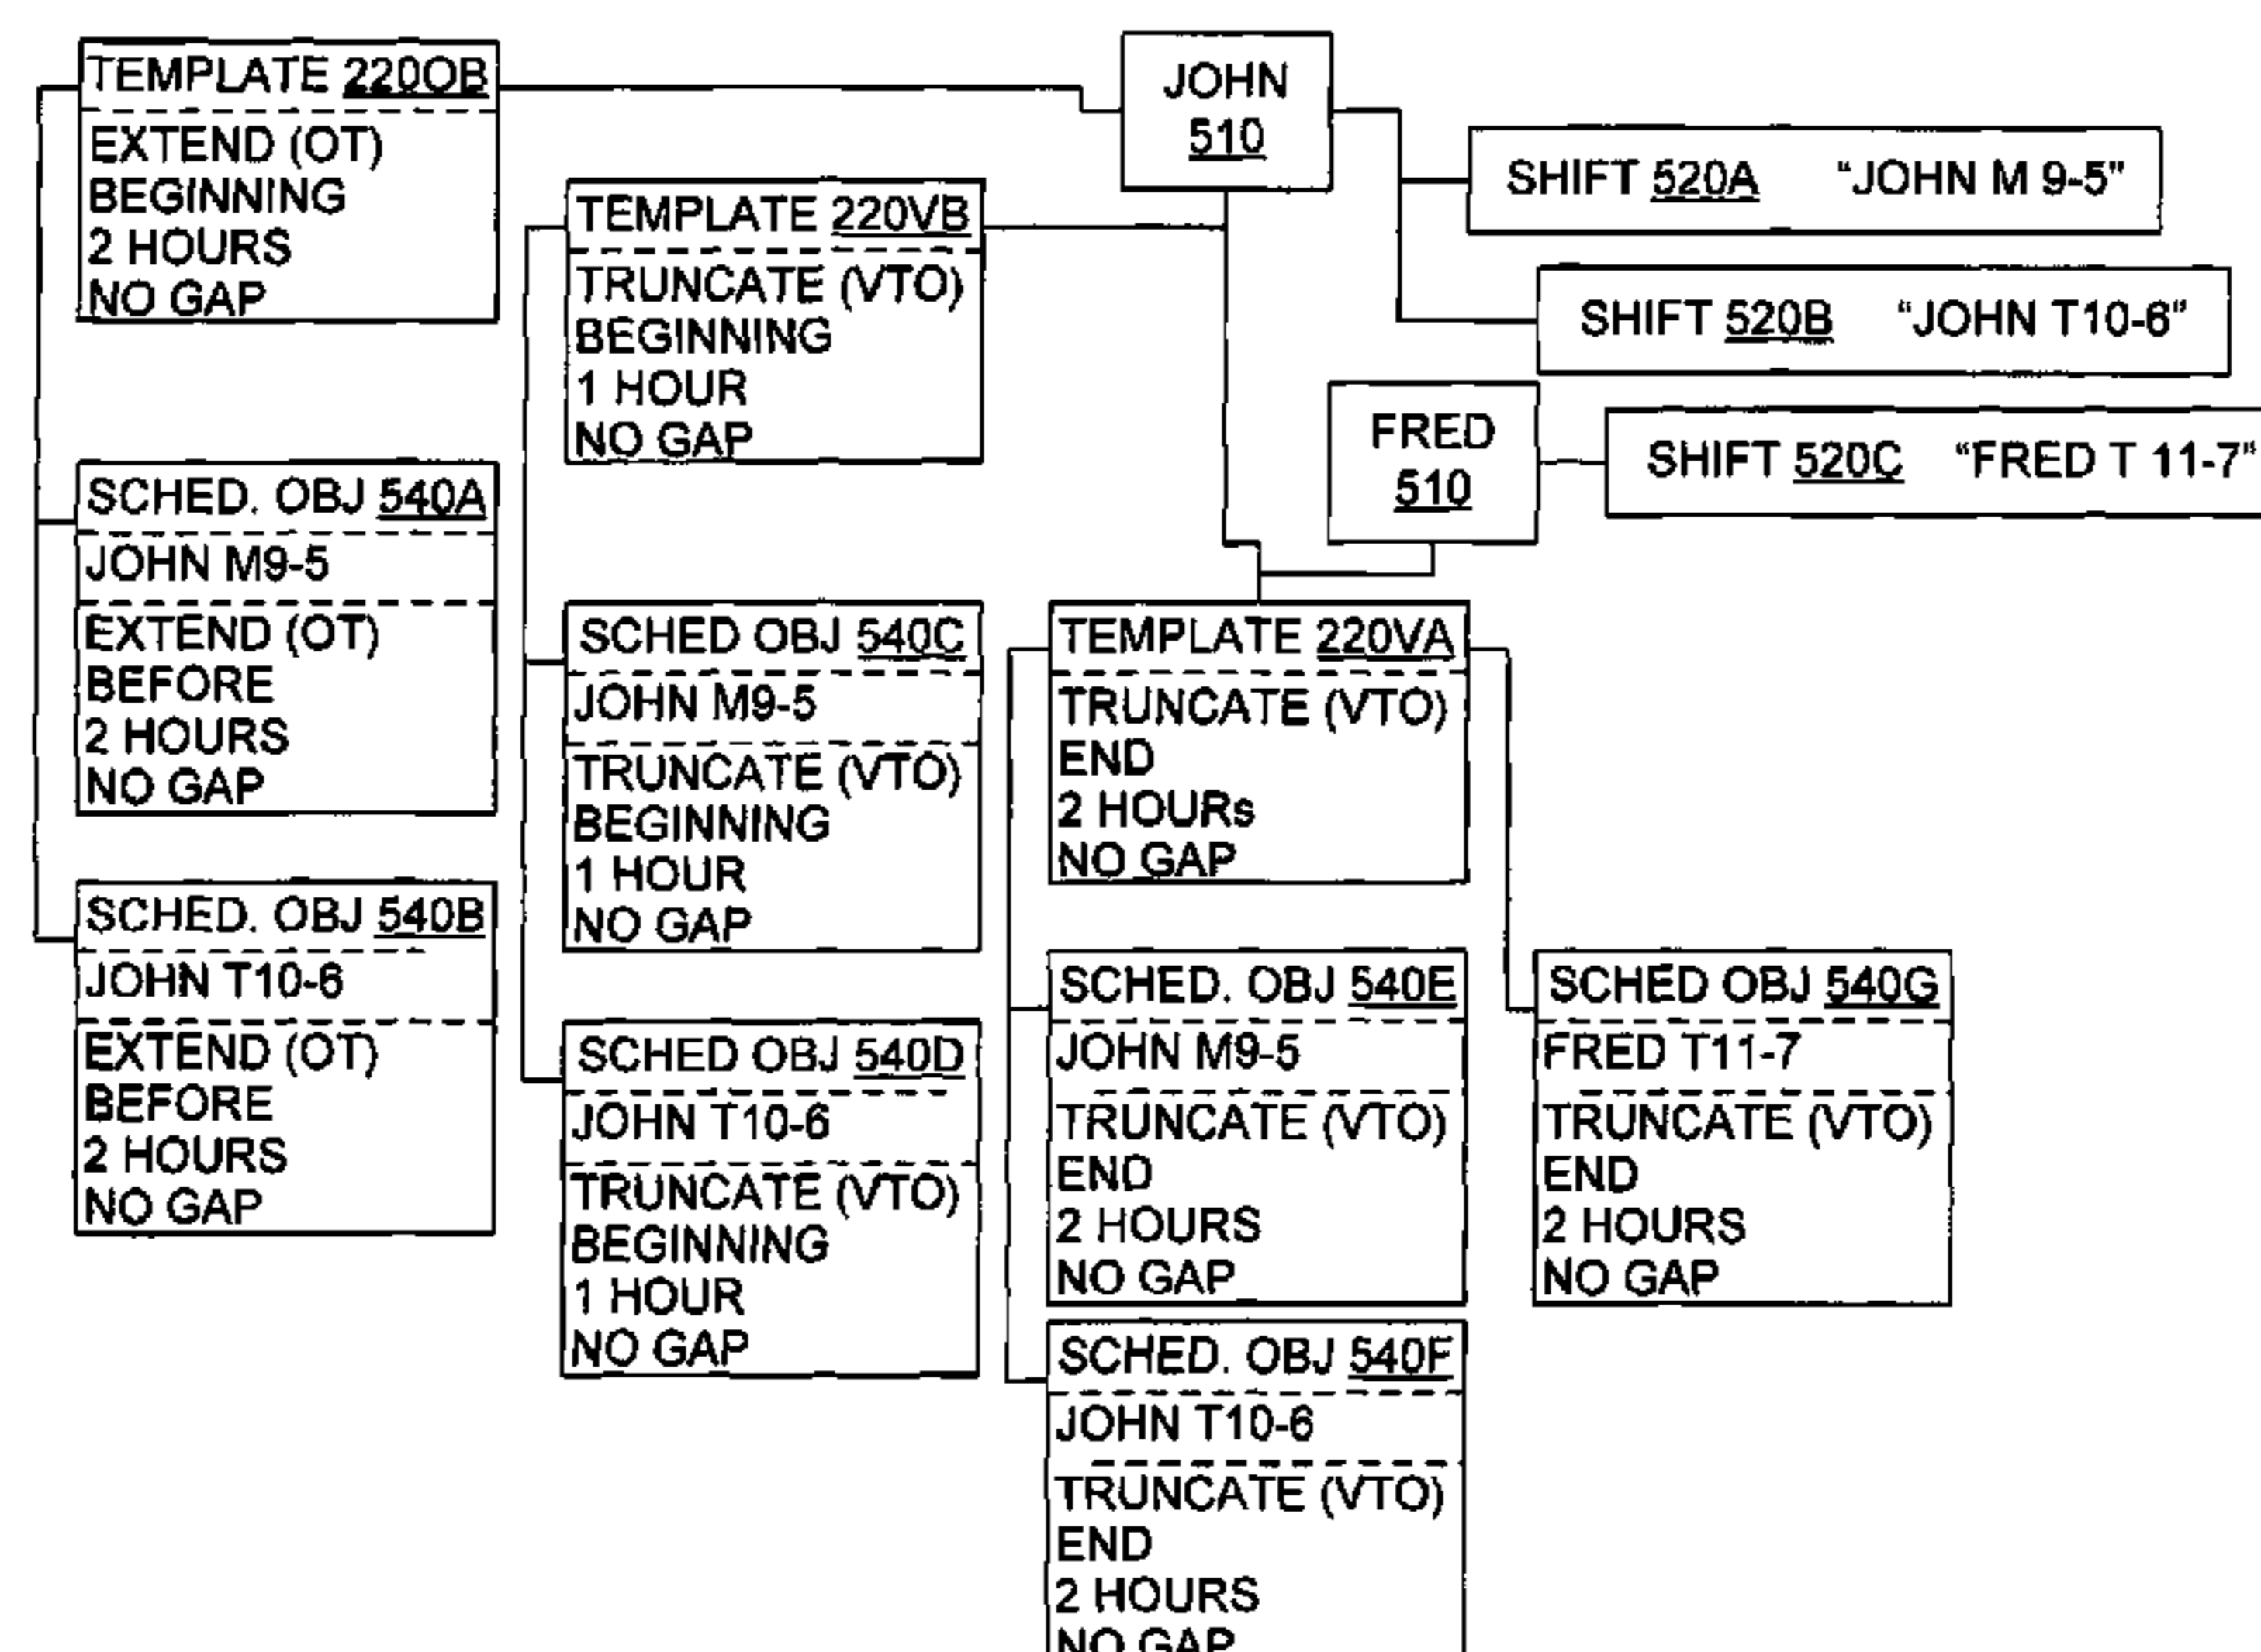 TEMPLATE 220OB
EXTEND (OT)
BEGINNING
2 HOURS
NO GAP
JOHN
510
SHIFT 520A "JOHN M 9-5"
SHIFT 520B "JOHN T10-6"
TEMPLATE 220VB
TRUNCATE (VTO)
BEGINNING
1 HOUR
NO GAP
FRED
510
SHIFT 520C "FRED T 11-7"
SCHED. OBJ 540A
JOHN M9-5
EXTEND (OT)
BEFORE
2 HOURS
NO GAP
SCHED OBJ 540C
JOHN M9-5
TRUNCATE (VTO)
BEGINNING
1 HOUR
NO GAP
TEMPLATE 220VA
TRUNCATE (VTO)
END
2 HOURs
NO GAP
SCHED. OBJ 540B
JOHN T10-6
EXTEND (OT)
BEFORE
2 HOURS
NO GAP
SCHED OBJ 540D
JOHN T10-6
TRUNCATE (VTO)
BEGINNING
1 HOUR
NO GAP
SCHED. OBJ 540E
JOHN M9-5
TRUNCATE (VTO)
END
2 HOURS
NO GAP
SCHED OBJ 540G
FRED T11-7
TRUNCATE (VTO)
END
2 HOURS
NO GAP
SCHED. OBJ 540F
JOHN T10-6
TRUNCATE (VTO)
END
2 HOURS
NO GAP